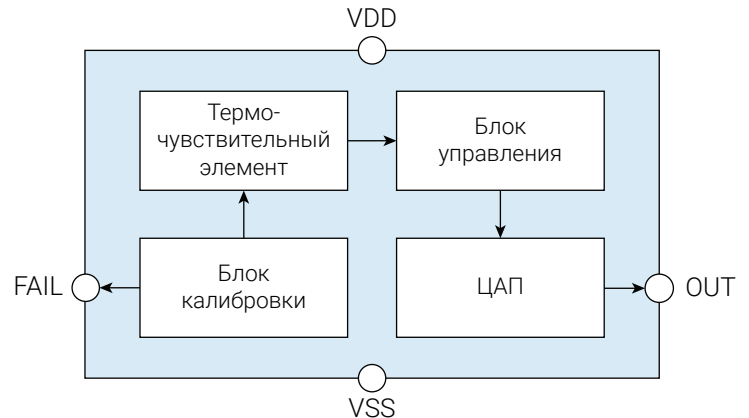 VDD
Термо-
чувствительный
элемент
Блок
управления
FAIL
Блок
калибровки
ЦАП
OUT
VSS